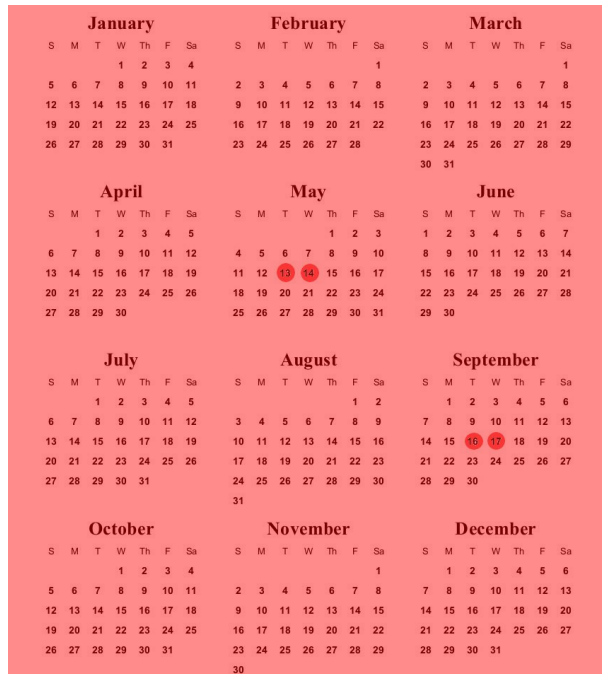 January February March
S M T W Th F Sa S M T W Th F Sa S M T W Th F Sa
1 2 3 4 1 1
5 6 7 8 9 10 11 2 3 4 5 6 7 8 2 3 4 5 6 7 8
12 13 14 15 16 17 18 9 10 11 12 13 14 15 9 10 11 12 13 14 15
19 20 21 22 23 24 25 16 17 18 19 20 21 22 16 17 18 19 20 21 22
26 27 28 29 30 31 23 24 25 26 27 28 23 24 25 26 27 28 29
30 31
April May June
S M T W Th F Sa S M T W Th F Sa S M T W Th F Sa
1 2 3 4 5 1 2 3 1 2 3 4 5 6 7
6 7 8 9 10 11 12 4 5 6 7 8 9 10 8 9 10 11 12 13 14
13 14 15 16 17 18 19 11 12 13 14 15 16 17 15 16 17 18 19 20 21
20 21 22 23 24 25 26 18 19 20 21 22 23 24 22 23 24 25 26 27 28
27 28 29 30 25 26 27 28 29 30 31 29 30
July August September
S M T W Th F Sa S M T W Th F Sa S M T W Th F Sa
1 2 3 4 5 1 2 1 2 3 4 5 6
6 7 8 9 10 11 12 3 4 5 6 7 8 9 7 8 9 10 11 12 13
13 14 15 16 17 18 19 10 11 12 13 14 15 16 14 15 16 17 18 19 20
20 21 22 23 24 25 26 17 18 19 20 21 22 23 21 22 23 24 25 26 27
27 28 29 30 31 24 25 26 27 28 29 30 28 29 30
31
October November December
S M T W Th F Sa S M T W Th F Sa S M T W Th F Sa
1 2 3 4 1 1 2 3 4 5 6
5 6 7 8 9 10 11 2 3 4 5 6 7 8 7 8 9 10 11 12 13
12 13 14 15 16 17 18 9 10 11 12 13 14 15 14 15 16 17 18 19 20
19 20 21 22 23 24 25 16 17 18 19 20 21 22 21 22 23 24 25 26 27
26 27 28 29 30 31 23 24 25 26 27 28 29 28 29 30 31
30